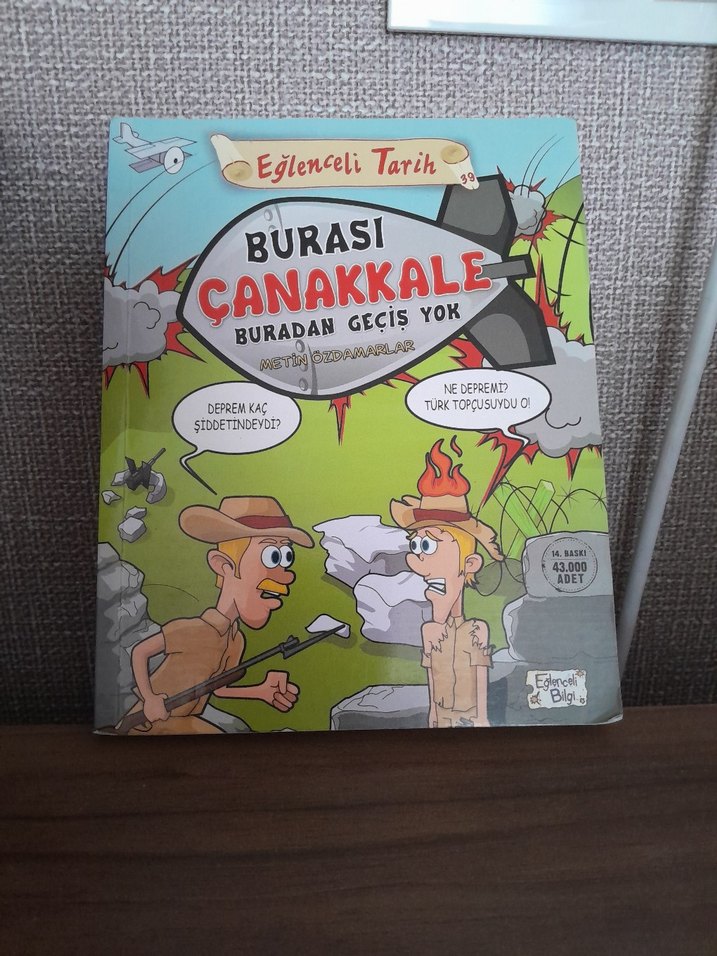 Eğlenceli Tarih
39
BURASI
ÇANAKKALE
BURADAN GEÇİŞ YOK
METİN ÖZDAMARLAR
DEPREM KAÇ
ŞİDDETİNDEYDİ?
NE DEPREMİ?
TÜRK TOPÇUSUYDU O!
14. BASKI
43.000
ADET
Eğlenceli
Bilgi